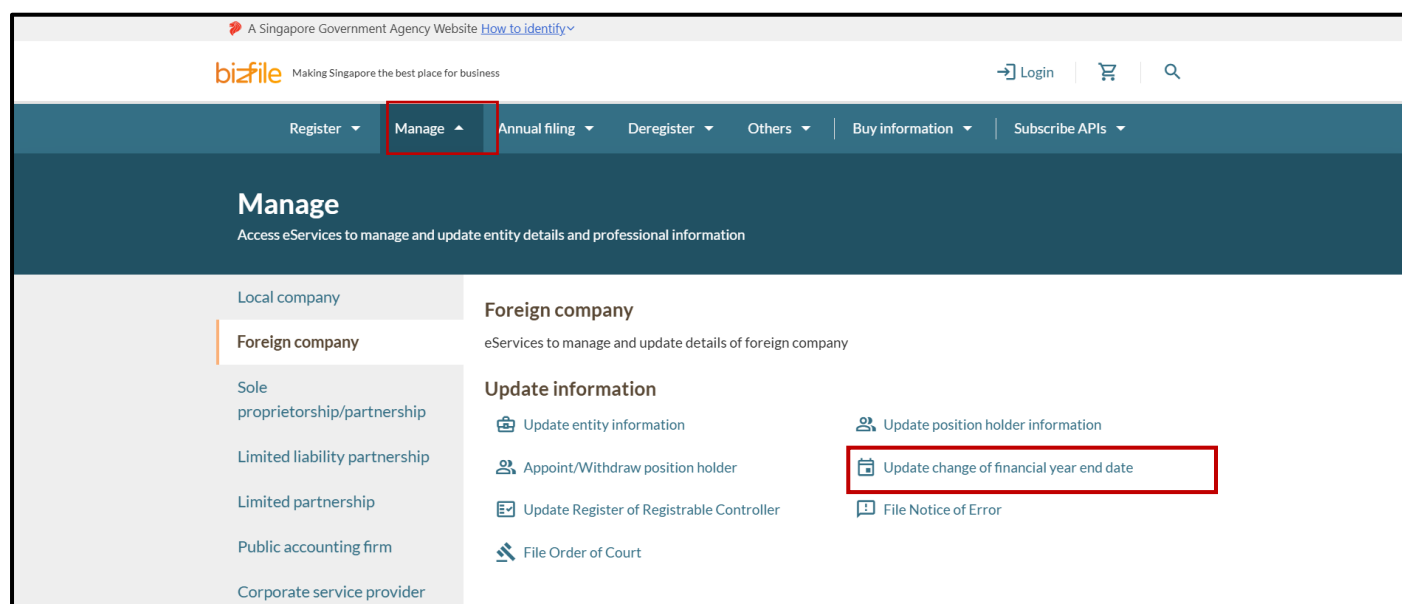 A Singapore Government Agency Website How to identify
bizfile Making Singapore the best place for business
Login
Register Manage Annual filing Deregister Others Buy information Subscribe APIs
Manage
Access eServices to manage and update entity details and professional information
Local company
Foreign company
Sole
proprietorship/partnership
Limited liability partnership
Limited partnership
Public accounting firm
Corporate service provider
Foreign company
eServices to manage and update details of foreign company
Update information
Update entity information
Update position holder information
Appoint/Withdraw position holder
Update change of financial year end date
Update Register of Registrable Controller
File Notice of Error
File Order of Court